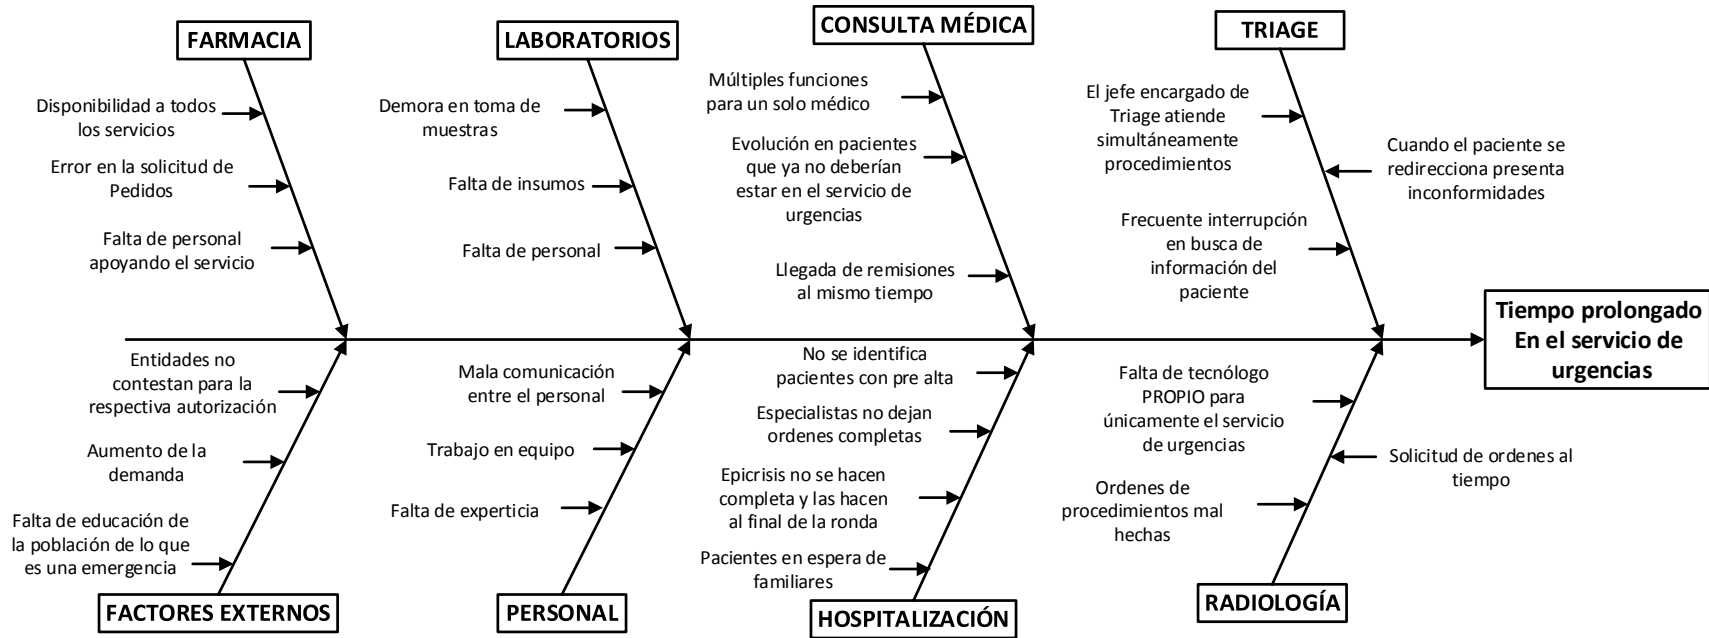 FARMACIA
Disponibilidad a todos
los servicios
Error en la solicitud de
Pedidos
Falta de personal
apoyando el servicio
LABORATORIOS
Demora en toma de
muestras
Falta de insumos
Falta de personal
CONSULTA MÉDICA
Múltiples funciones
para un solo médico
Evolución en pacientes
que ya no deberían
estar en el servicio de
urgencias
Llegada de remisiones
al mismo tiempo
TRIAGE
El jefe encargado de
Triage atiende
simultáneamente
procedimientos
Cuando el paciente se
redirecciona presenta
inconformidades
Frecuente interrupción
en busca de
información del
paciente
Tiempo prolongado
En el servicio de
urgencias
Entidades no
contestan para la
respectiva autorización
Aumento de la
demanda
Falta de educación de
la población de lo que
es una emergencia
FACTORES EXTERNOS
Mala comunicación
entre el personal
Trabajo en equipo
Falta de experticia
PERSONAL
No se identifica
pacientes con pre alta
Especialistas no dejan
ordenes completas
Epicrisis no se hacen
completa y las hacen
al final de la ronda
Pacientes en espera de
familiares
HOSPITALIZACIÓN
Falta de tecnólogo
PROPIO para
únicamente el servicio
de urgencias
Solicitud de ordenes al
tiempo
Ordenes de
procedimientos mal
hechas
RADIOLOGÍA